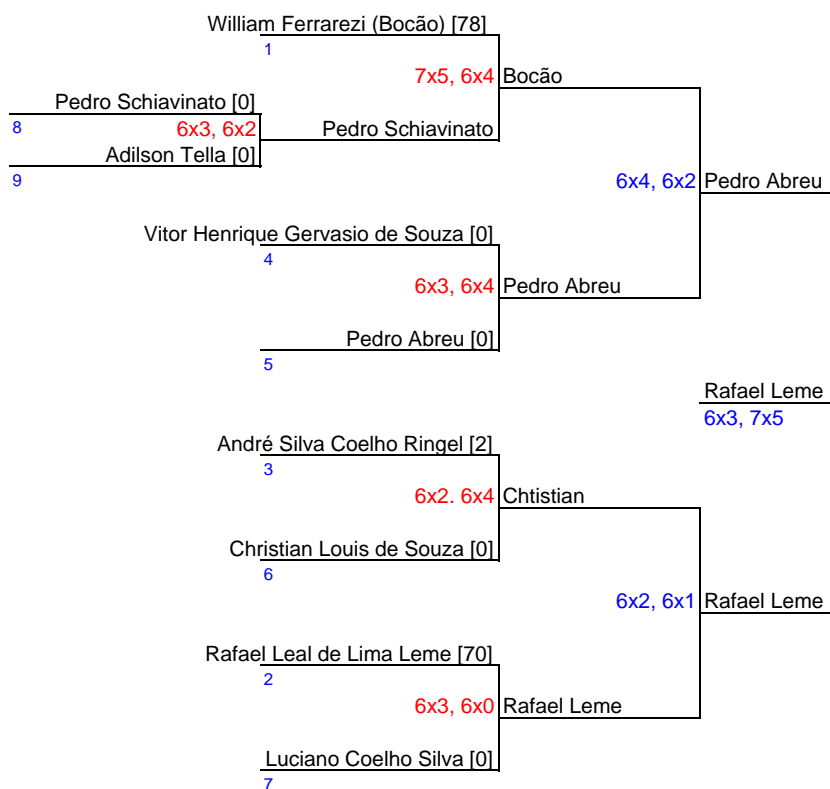 William Ferrarezi (Bocão) [78]
1
7x5, 6x4 Bocão
Pedro Schiavinato [0]
8
6x3, 6x2 Pedro Schiavinato
Adilson Tella [0]
9
6x4, 6x2 Pedro Abreu
Vitor Henrique Gervasio de Souza [0]
4
6x3, 6x4 Pedro Abreu
Pedro Abreu [0]
5
Rafael Leme
6x3, 7x5
André Silva Coelho Ringel [2]
3
6x2. 6x4 Chtistian
Christian Louis de Souza [0]
6
6x2, 6x1 Rafael Leme
Rafael Leal de Lima Leme [70]
2
6x3, 6x0 Rafael Leme
Luciano Coelho Silva [0]
7